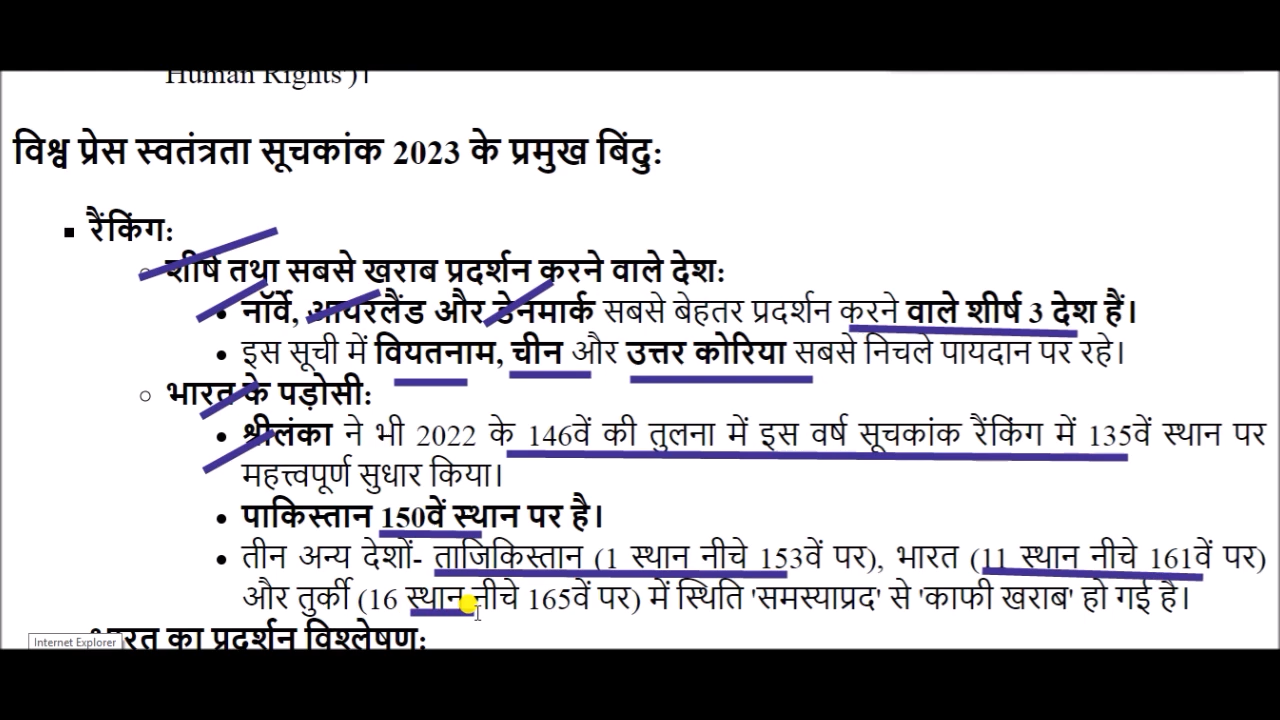 Human Rights')।
विश्व प्रेस स्वतंत्रता सूचकांक 2023 के प्रमुख बिंदु:
रैंकिंग:
शीर्ष तथा सबसे खराब प्रदर्शन करने वाले देश:
नॉर्वे, आयरलैंड और डेनमार्क सबसे बेहतर प्रदर्शन करने वाले शीर्ष 3 देश हैं।
इस सूची में वियतनाम, चीन और उत्तर कोरिया सबसे निचले पायदान पर रहे।
भारत के पड़ोसी:
श्रीलंका ने भी 2022 के 146वें की तुलना में इस वर्ष सूचकांक रैंकिंग में 135वें स्थान पर
महत्त्वपूर्ण सुधार किया।
पाकिस्तान 150वें स्थान पर है।
तीन अन्य देशों- ताजिकिस्तान (1 स्थान नीचे 153वें पर), भारत (11 स्थान नीचे 161वें पर)
और तुर्की (16 स्थान नीचे 165वें पर) में स्थिति 'समस्याप्रद' से 'काफी खराब' हो गई है।
भारत का प्रदर्शन विश्लेषण:
Internet Explorer